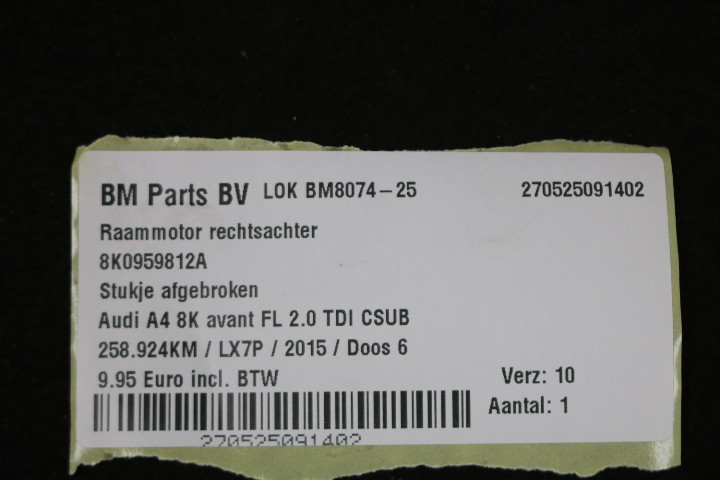 BM Parts BV LOK BM8074-25 270525091402
Raammotor rechtsachter
8K0959812A
Stukje afgebroken
Audi A4 8K avant FL 2.0 TDI CSUB
258.924KM / LX7P / 2015 / Doos 6
9.95 Euro incl. BTW Verz: 10
Aantal: 1
270525091402